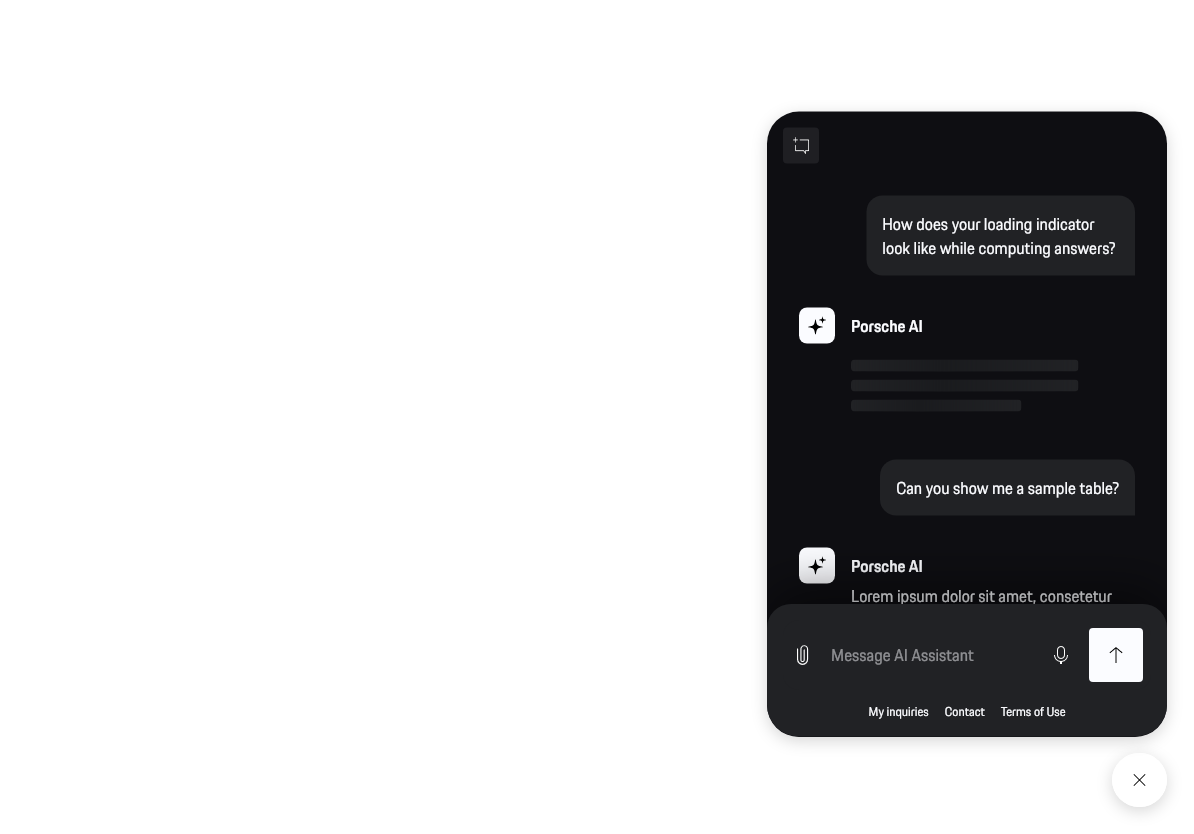 How does your loading indicator
look like while computing answers?
Porsche AI
Can you show me a sample table?
Porsche AI
Lorem ipsum dolor sit amet, consetetur
Message AI Assistant
My inquiries Contact Terms of Use